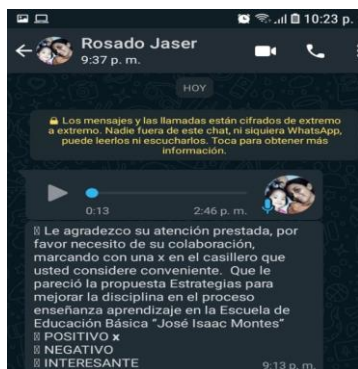 10:23 p.
Rosado Jaser
9:37 p. m.
HOY
Los mensajes y las llamadas están cifrados de extremo
a extremo. Nadie fuera de este chat, ni siquiera WhatsApp,
puede leerlos ni escucharlos. Toca para obtener más
información.
0:13 2:46 p. m.
Le agradezco su atención prestada, por
favor necesito de su colaboración,
marcando con una x en el casillero que
usted considere conveniente. Que le
pareció la propuesta Estrategias para
mejorar la disciplina en el proceso
enseñanza aprendizaje en la Escuela de
Educación Básica “José Isaac Montes”
POSITIVO x
NEGATIVO
INTERESANTE 9:13 p. m.